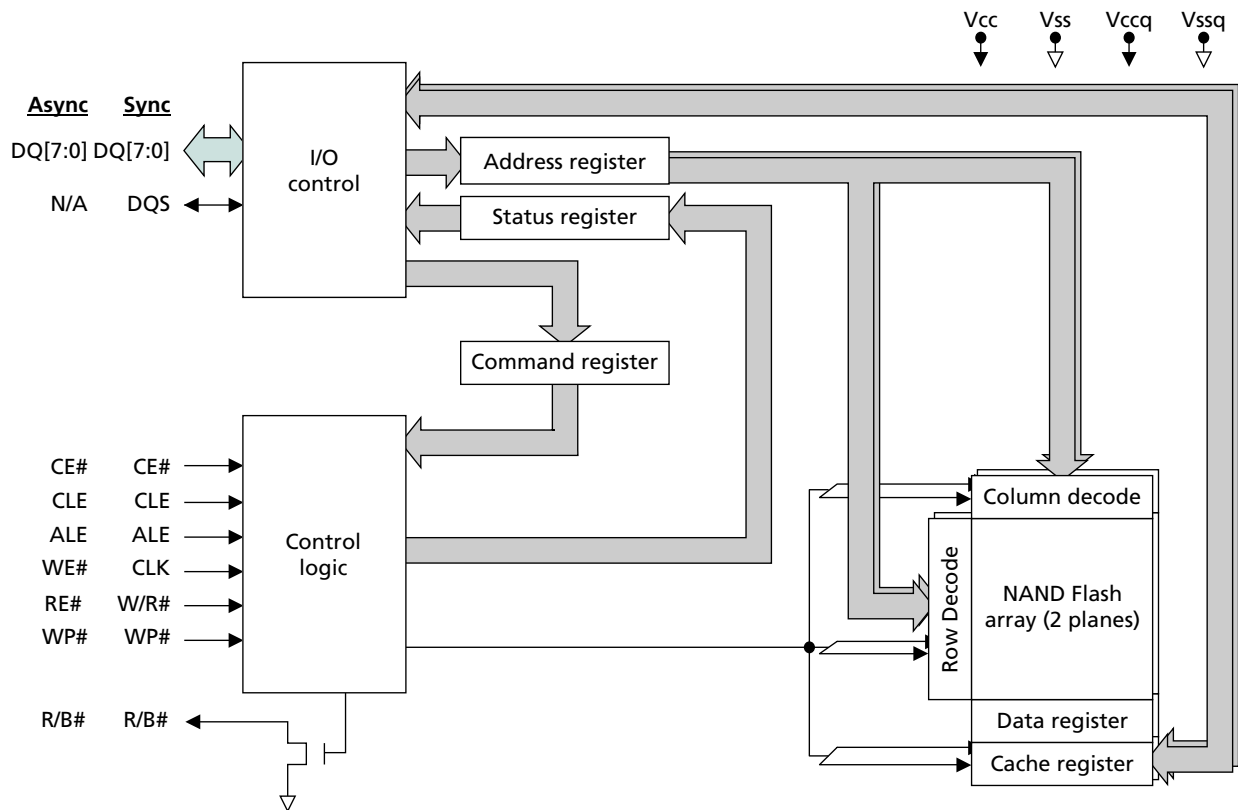 Vcc Vss Vccq Vssq
Async Sync
DQ[7:0] DQ[7:0]
N/A DQS
I/O
control
Address register
Status register
Command register
CE# CE#
CLE CLE
ALE ALE
WE# CLK
RE# W/R#
WP# WP#
R/B# R/B#
Control
logic
Column decode
Row Decode
NAND Flash
array (2 planes)
Data register
Cache register